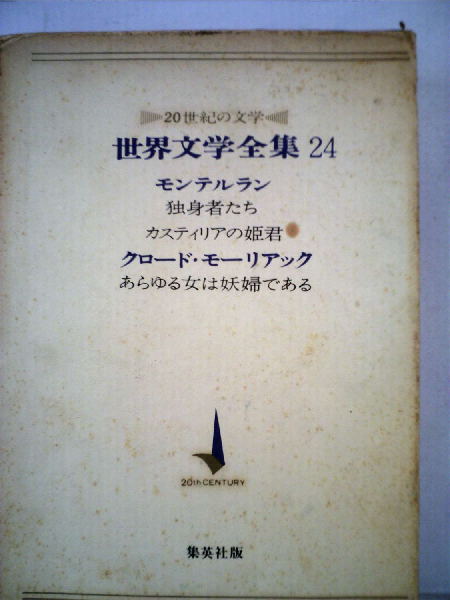 20世紀の文学
世界文学全集 24
モンテルラン
独身者たち
カスティリアの姫君
クロード・モーリアック
あらゆる女は妖婦である
20th CENTURY
集英社版